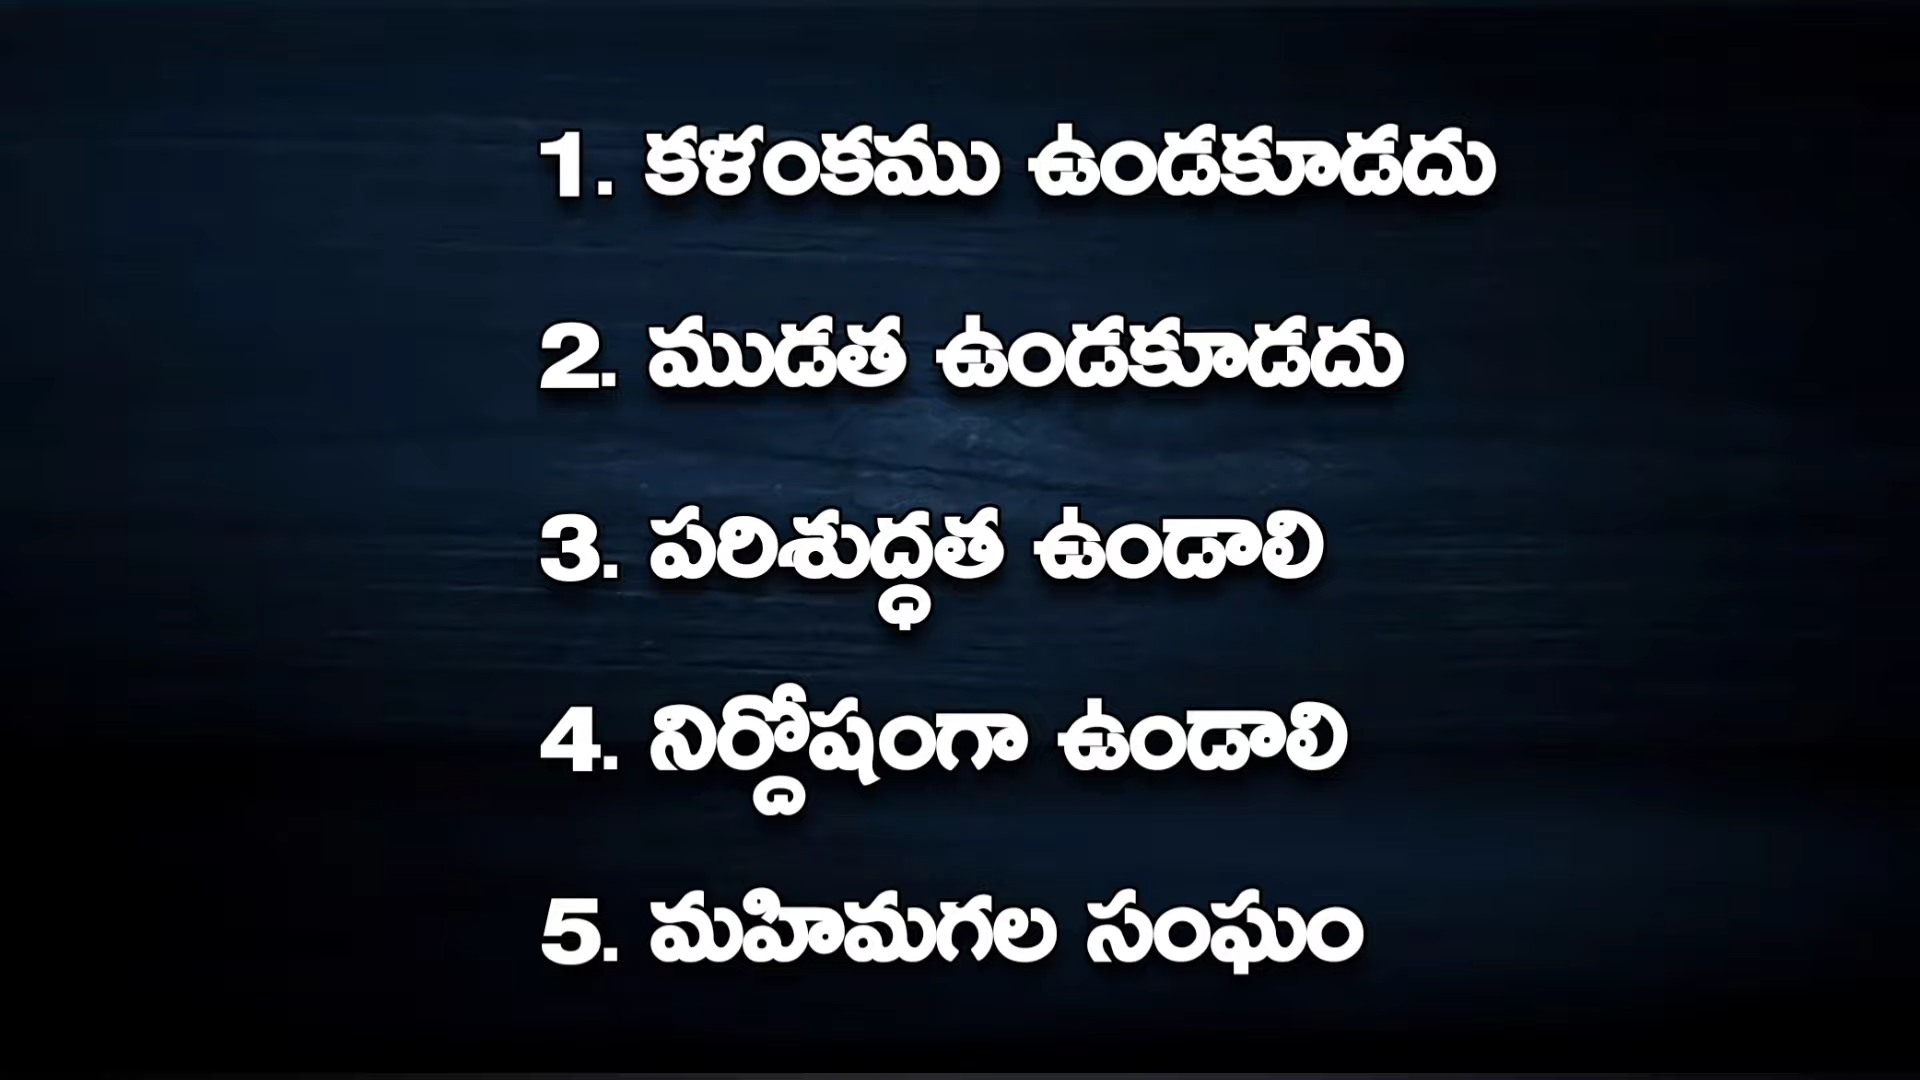 1. కళంకము ఉండకూడదు
2. ముడత ఉండకూడదు
3. పరిశుద్ధత ఉండాలి
4. నిర్దోషంగా ఉండాలి
5. మహిమగల సంఘం